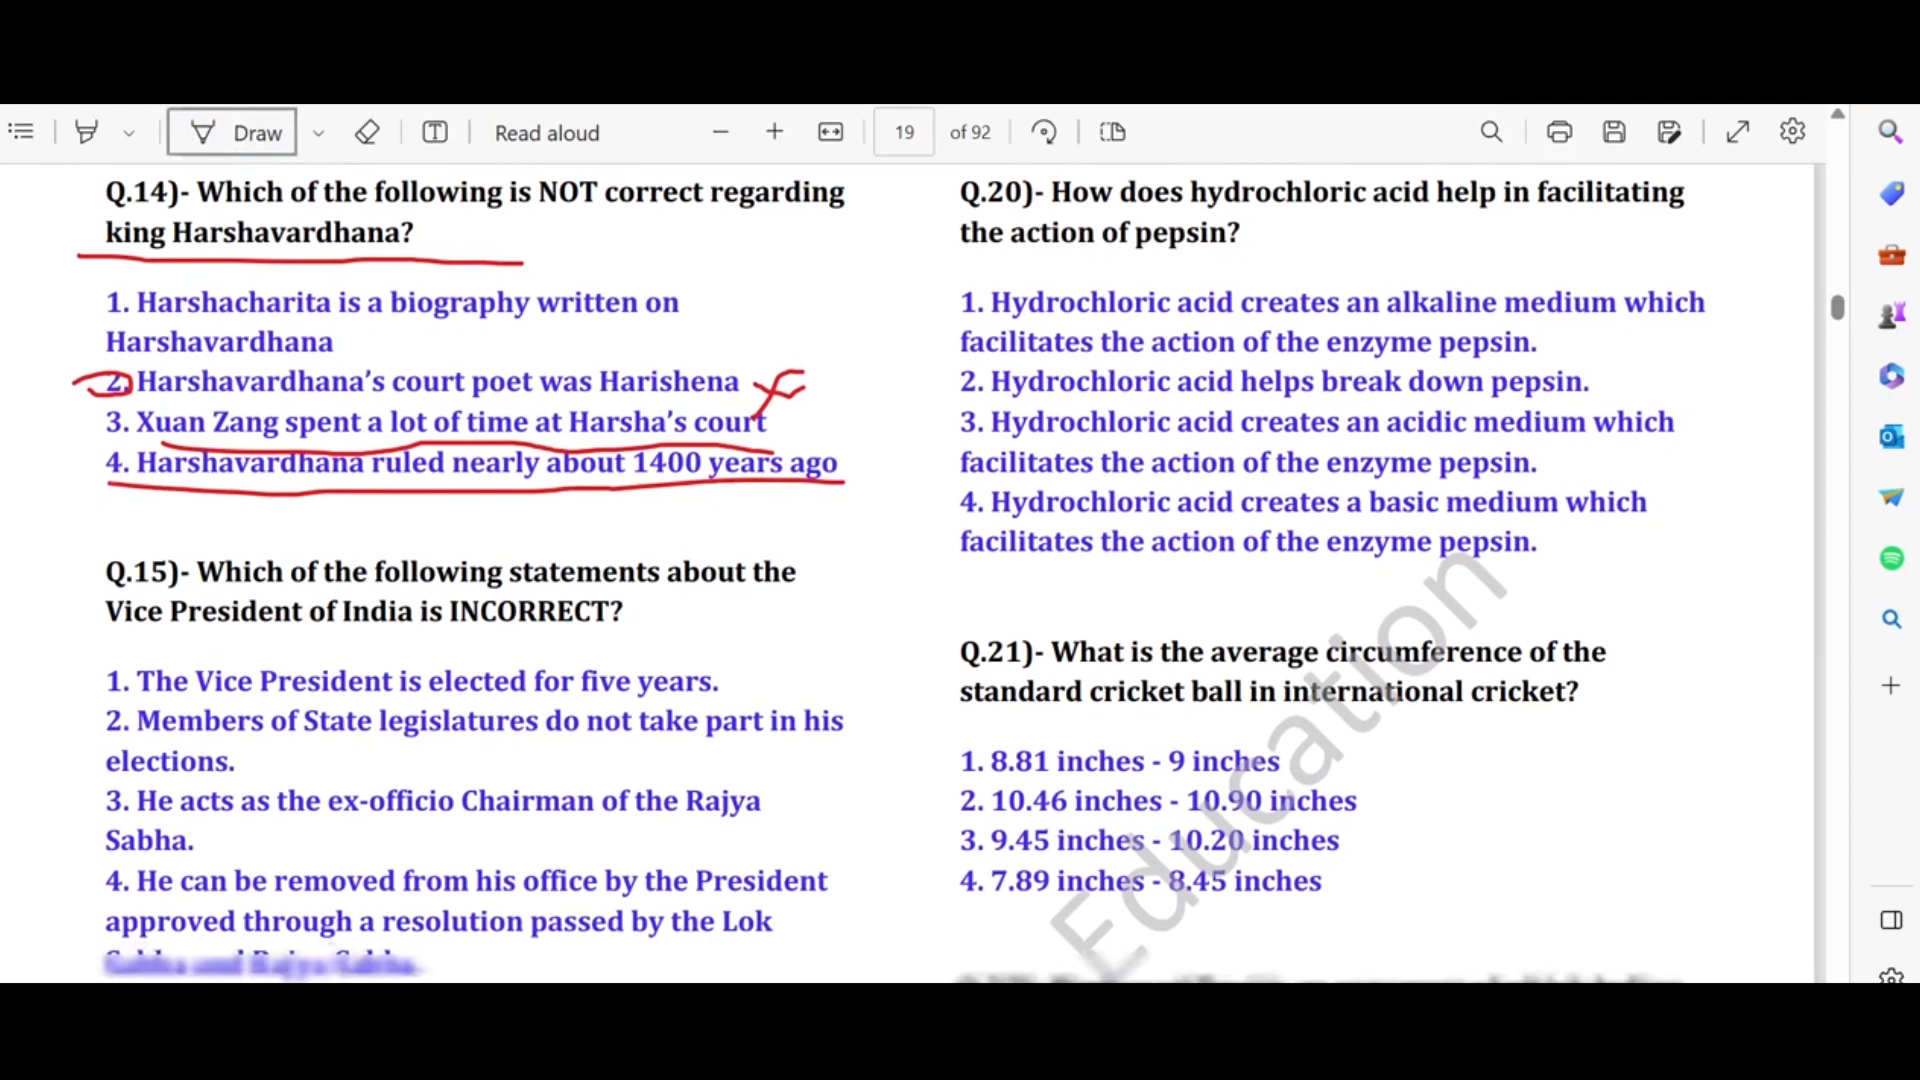 Draw
Read aloud
19 of 92
Q.14)- Which of the following is NOT correct regarding
king Harshavardhana?
1. Harshacharita is a biography written on
Harshavardhana
2. Harshavardhana’s court poet was Harishena
3. Xuan Zang spent a lot of time at Harsha’s court
4. Harshavardhana ruled nearly about 1400 years ago
Q.15)- Which of the following statements about the
Vice President of India is INCORRECT?
1. The Vice President is elected for five years.
2. Members of State legislatures do not take part in his
elections.
3. He acts as the ex-officio Chairman of the Rajya
Sabha.
4. He can be removed from his office by the President
approved through a resolution passed by the Lok
Sabha and Rajya Sabha.
Q.20)- How does hydrochloric acid help in facilitating
the action of pepsin?
1. Hydrochloric acid creates an alkaline medium which
facilitates the action of the enzyme pepsin.
2. Hydrochloric acid helps break down pepsin.
3. Hydrochloric acid creates an acidic medium which
facilitates the action of the enzyme pepsin.
4. Hydrochloric acid creates a basic medium which
facilitates the action of the enzyme pepsin.
Q.21)- What is the average circumference of the
standard cricket ball in international cricket?
1. 8.81 inches - 9 inches
2. 10.46 inches - 10.90 inches
3. 9.45 inches - 10.20 inches
4. 7.89 inches - 8.45 inches
Education